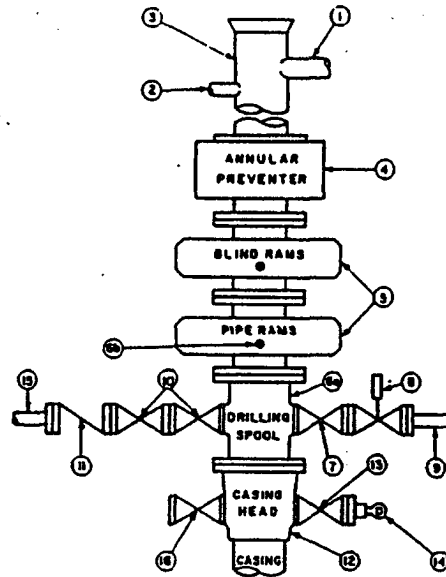 3
1
2
ANNULAR
PREVENTER
4
BLIND RAMS
5
PIPE RAMS
6b
6a
8
15
10
DRILLING
SPOOL
11
7
9
13
CASING
HEAD
16
12
14
CASING